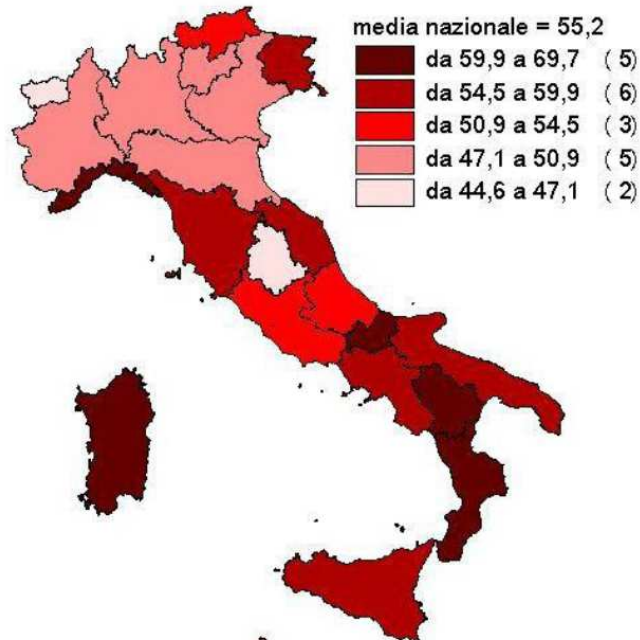 media nazionale = 55,2
da 59,9 a 69,7 ( 5)
da 54,5 a 59,9 ( 6)
da 50,9 a 54,5 ( 3)
da 47,1 a 50,9 ( 5)
da 44,6 a 47,1 ( 2)